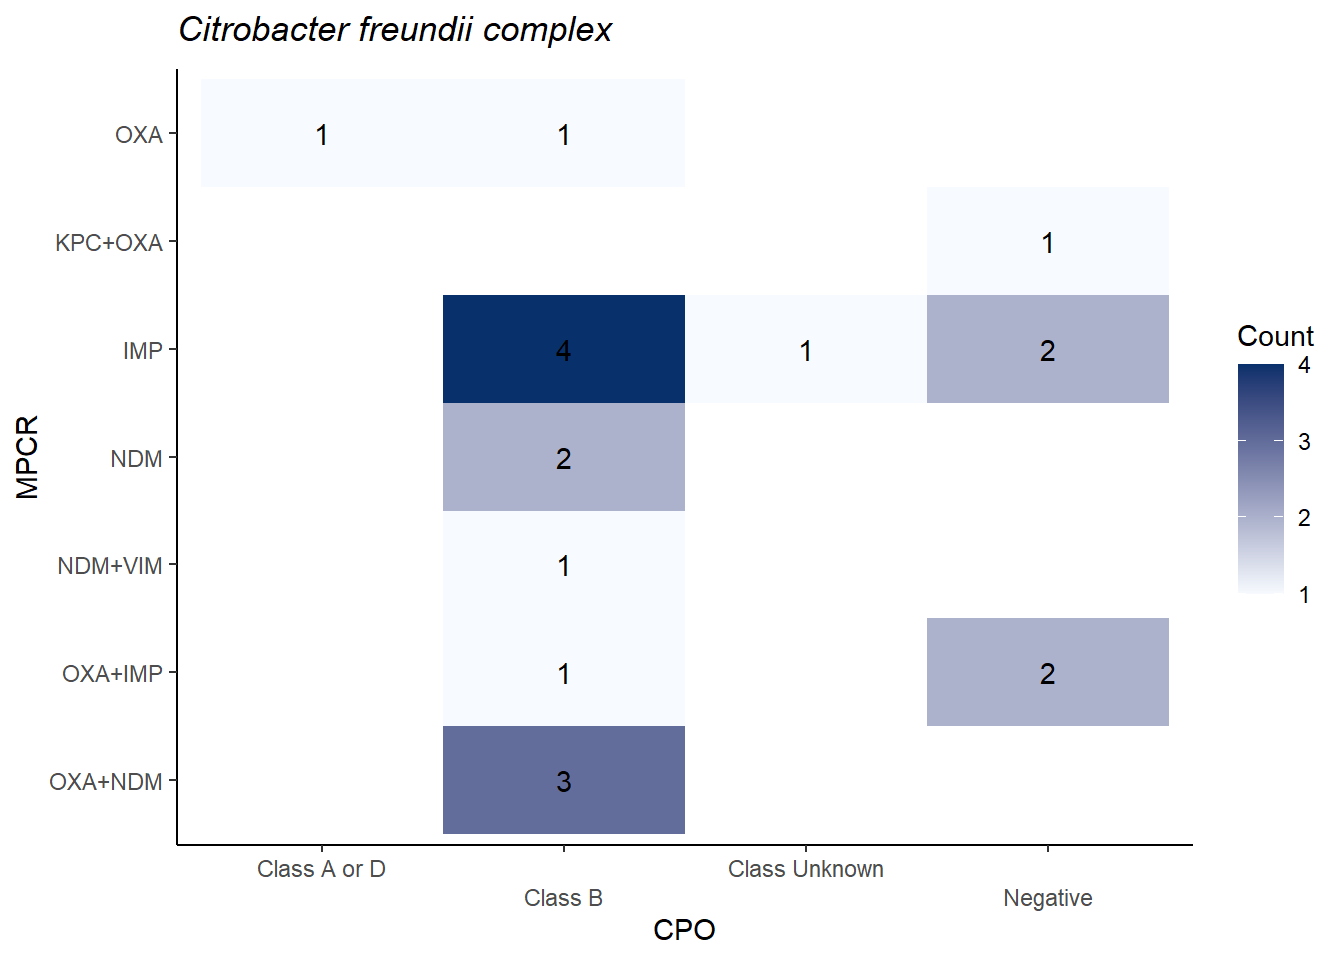 Citrobacter freundii complex
OXA 1 1
KPC+OXA 1
IMP 4 1 2
NDM 2
NDM+VIM 1
OXA+IMP 1 2
OXA+NDM 3
MPCR
Class A or D Class Unknown
Class B Negative
CPO
Count
4
3
2
1